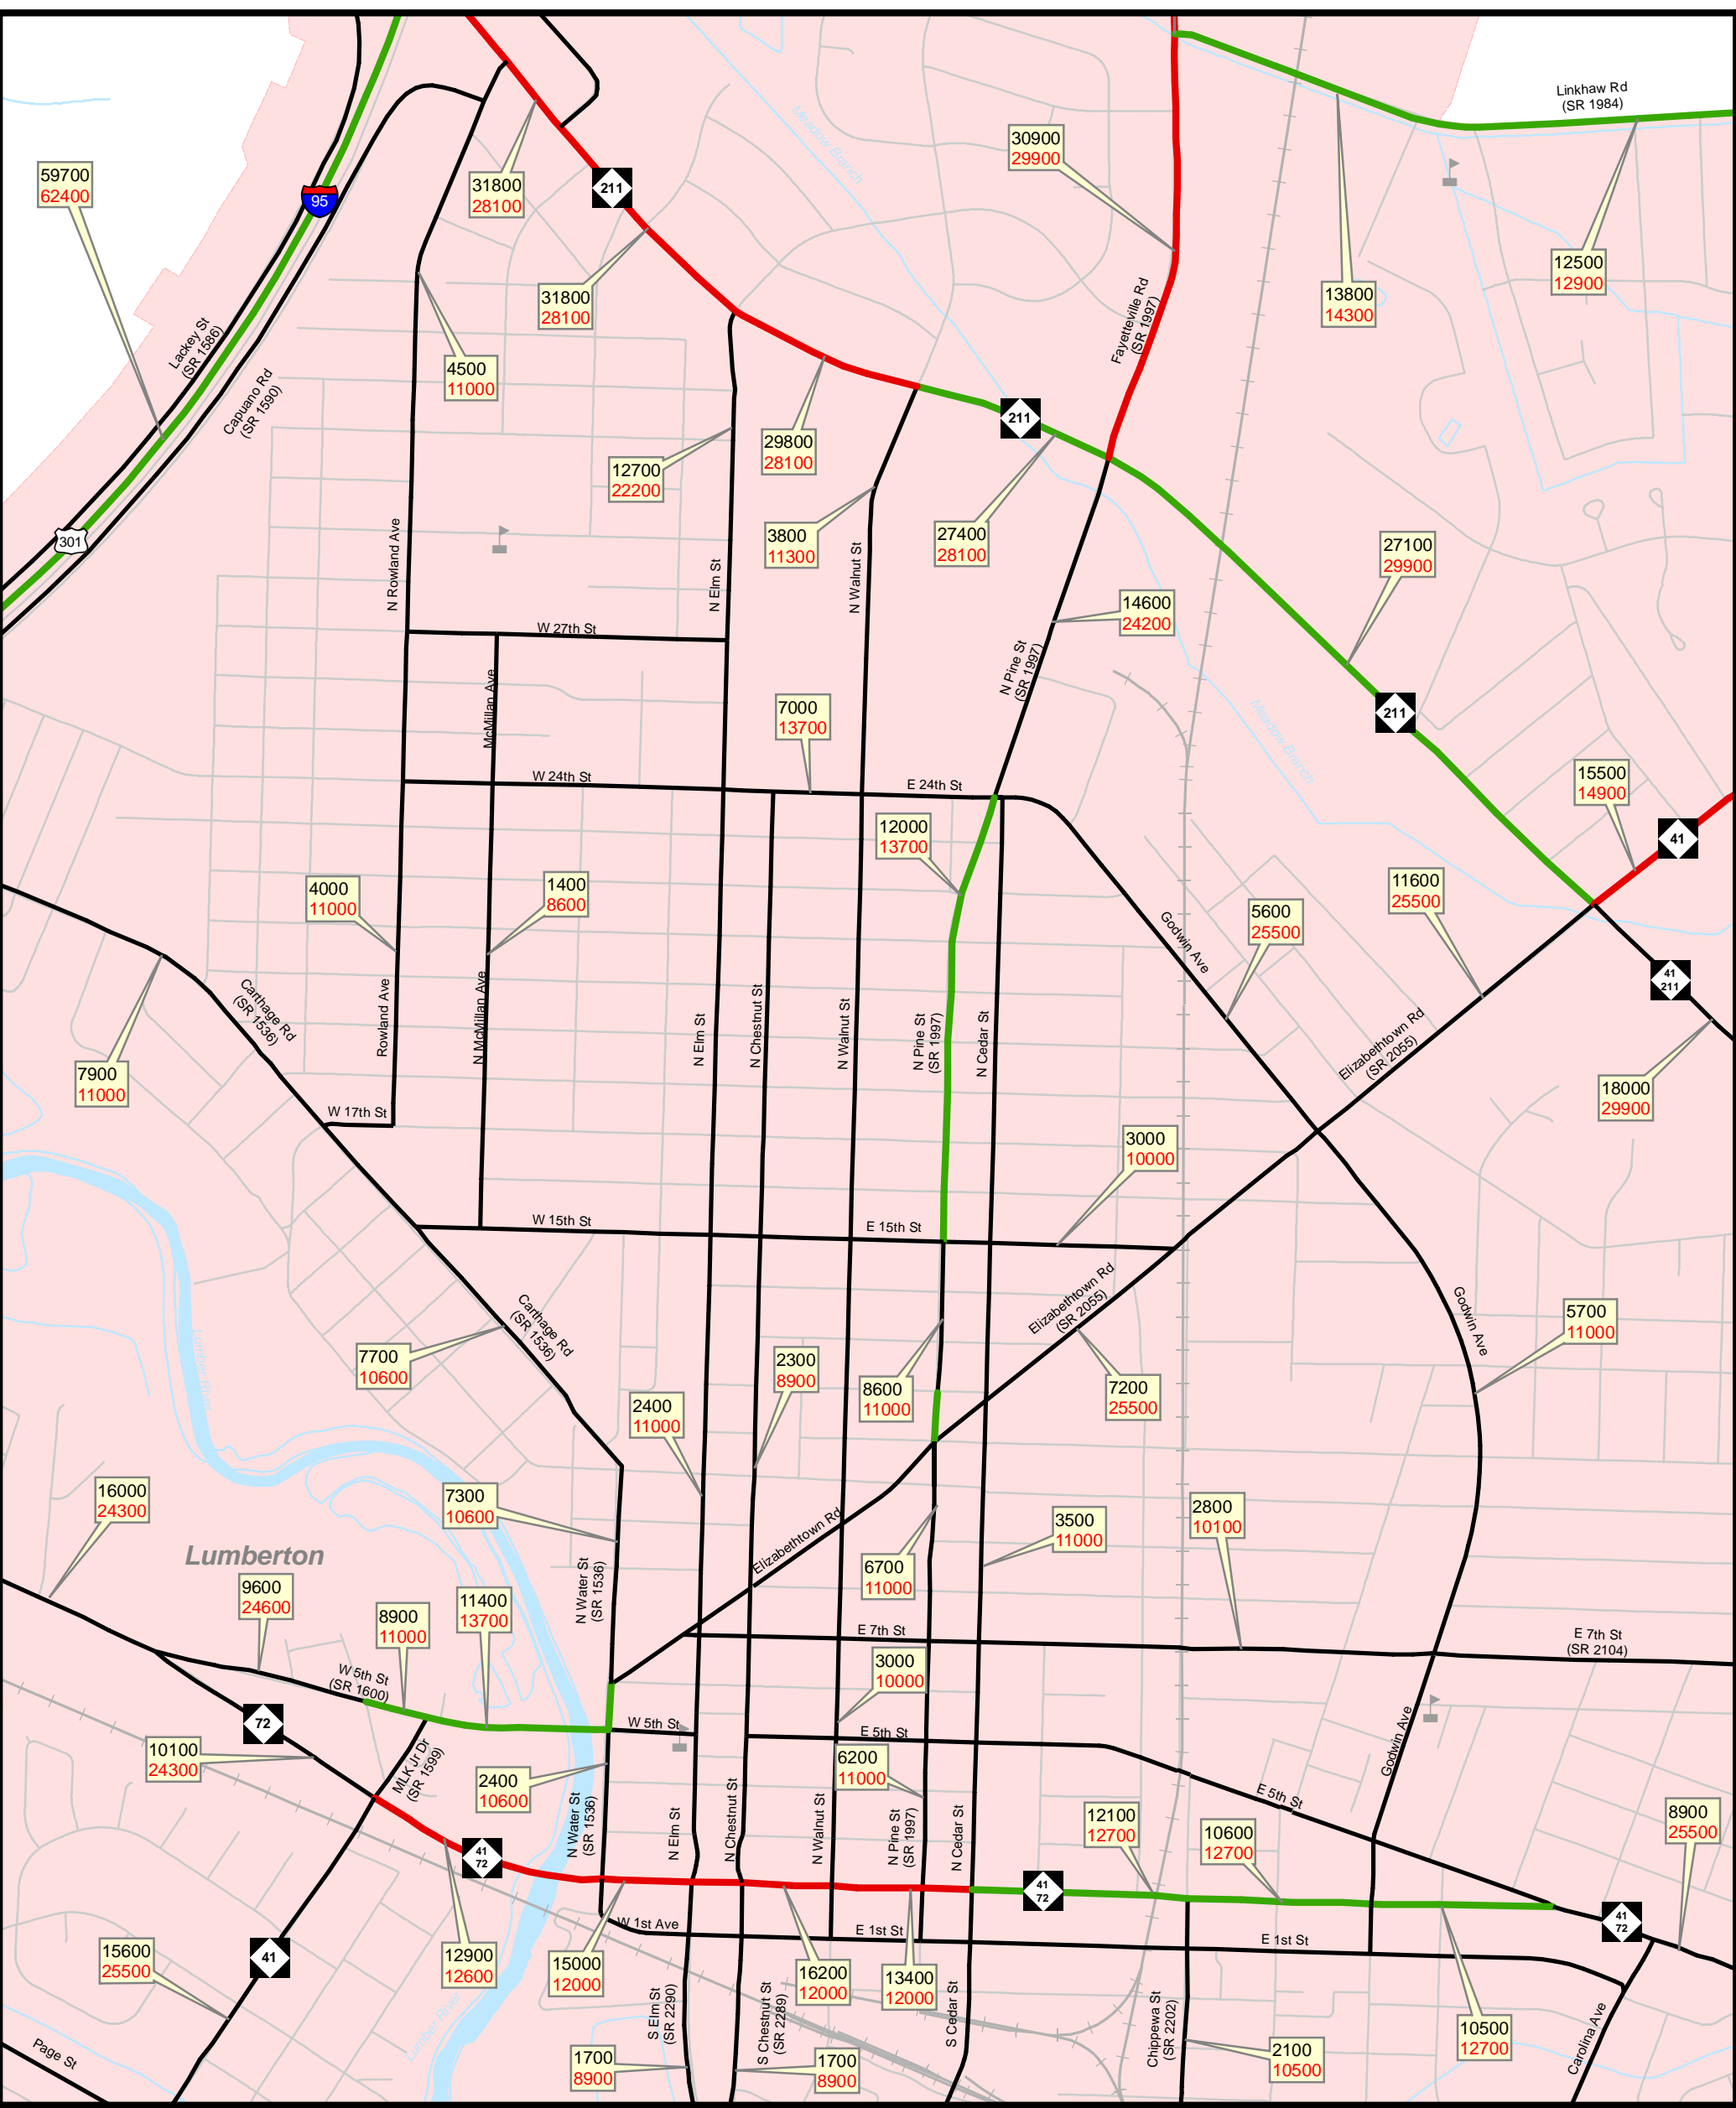 Linkhaw Rd
(SR 1984)
Meadow Branch
30900
29900
59700
62400
95
31800
28100
211
12500
12900
13800
14300
31800
28100
Fayetteville Rd
(SR 1997)
Lackey St
(SR 1586)
Capuano Rd
(SR 1590)
4500
11000
211
29800
28100
12700
22200
301
3800
11300
27400
28100
27100
29900
N Rowland Ave
N Elm St
N Walnut St
14600
24200
W 27th St
N Pine St
(SR 1997)
McMillan Ave
7000
13700
211
Meadow Branch
W 24th St
E 24th St
15500
14900
41
12000
13700
4000
11000
1400
8600
11600
25500
5600
25500
Godwin Ave
41
211
Carthage Rd
(SR 1536)
Rowland Ave
N McMillan Ave
N Elm St
N Chestnut St
N Walnut St
N Pine St
(SR 1997)
N Cedar St
Elizabethtown Rd
(SR 2055)
7900
11000
18000
29900
W 17th St
3000
10000
W 15th St
E 15th St
Elizabethtown Rd
(SR 2055)
Carthage Rd
(SR 1536)
Godwin Ave
5700
11000
Lumber River
7700
10600
2300
8900
8600
11000
7200
25500
2400
11000
16000
24300
7300
10600
2800
10100
3500
11000
Elizabethtown Rd
Lumberton
6700
11000
N Water St
(SR 1536)
9600
24600
8900
11000
11400
13700
E 7th St
E 7th St
(SR 2104)
3000
10000
W 5th St
(SR 1600)
72
W 5th St
E 5th St
10100
24300
MLK Jr Dr
(SR 1599)
2400
10600
6200
11000
Godwin Ave
E 5th St
N Water St
(SR 1536)
N Elm St
N Chestnut St
N Walnut St
N Pine St
(SR 1997)
N Cedar St
12100
12700
10600
12700
8900
25500
41
72
41
72
41
72
W 1st Ave
E 1st St
E 1st St
15600
25500
41
12900
12600
15000
12000
16200
12000
13400
12000
Lumber River
S Elm St
(SR 2290)
S Chestnut St
(SR 2289)
S Cedar St
Chippewa St
(SR 2202)
10500
12700
Carolina Ave
Page St
1700
8900
1700
8900
2100
10500